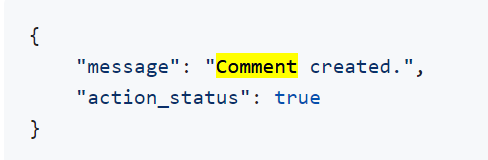 {
    "message": "Comment created.",
    "action_status": true
}